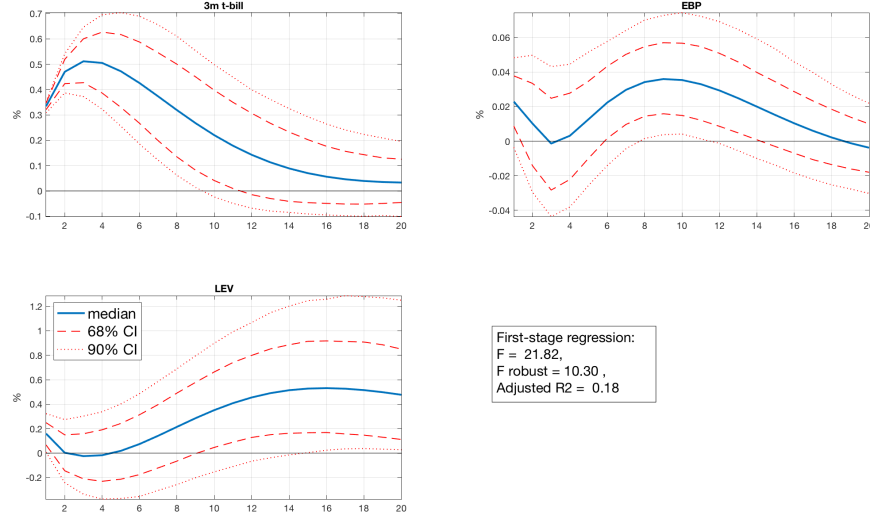 3m t-bill
0.7
0.6
0.5
0.4
0.3
0.2
0.1
0
-0.1
%
2 4 6 8 10 12 14 16 18 20
EBP
0.06
0.04
0.02
0
-0.02
-0.04
%
2 4 6 8 10 12 14 16 18 20
LEV
1.2
1
0.8
0.6
0.4
0.2
0
-0.2
%
median
68% CI
90% CI
2 4 6 8 10 12 14 16 18 20
First-stage regression:
F = 21.82,
F robust = 10.30 ,
Adjusted R2 = 0.18